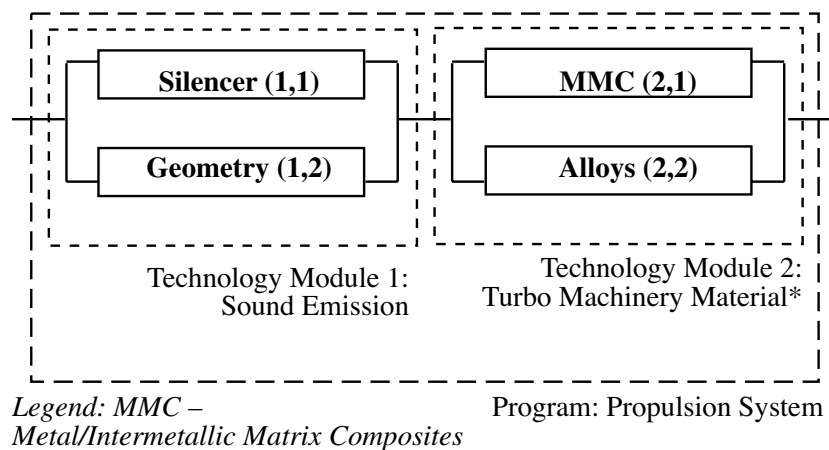 Silencer (1,1)
MMC (2,1)
Geometry (1,2)
Alloys (2,2)
Technology Module 1:
Sound Emission
Technology Module 2:
Turbo Machinery Material*
Legend: MMC –
Metal/Intermetallic Matrix Composites
Program: Propulsion System